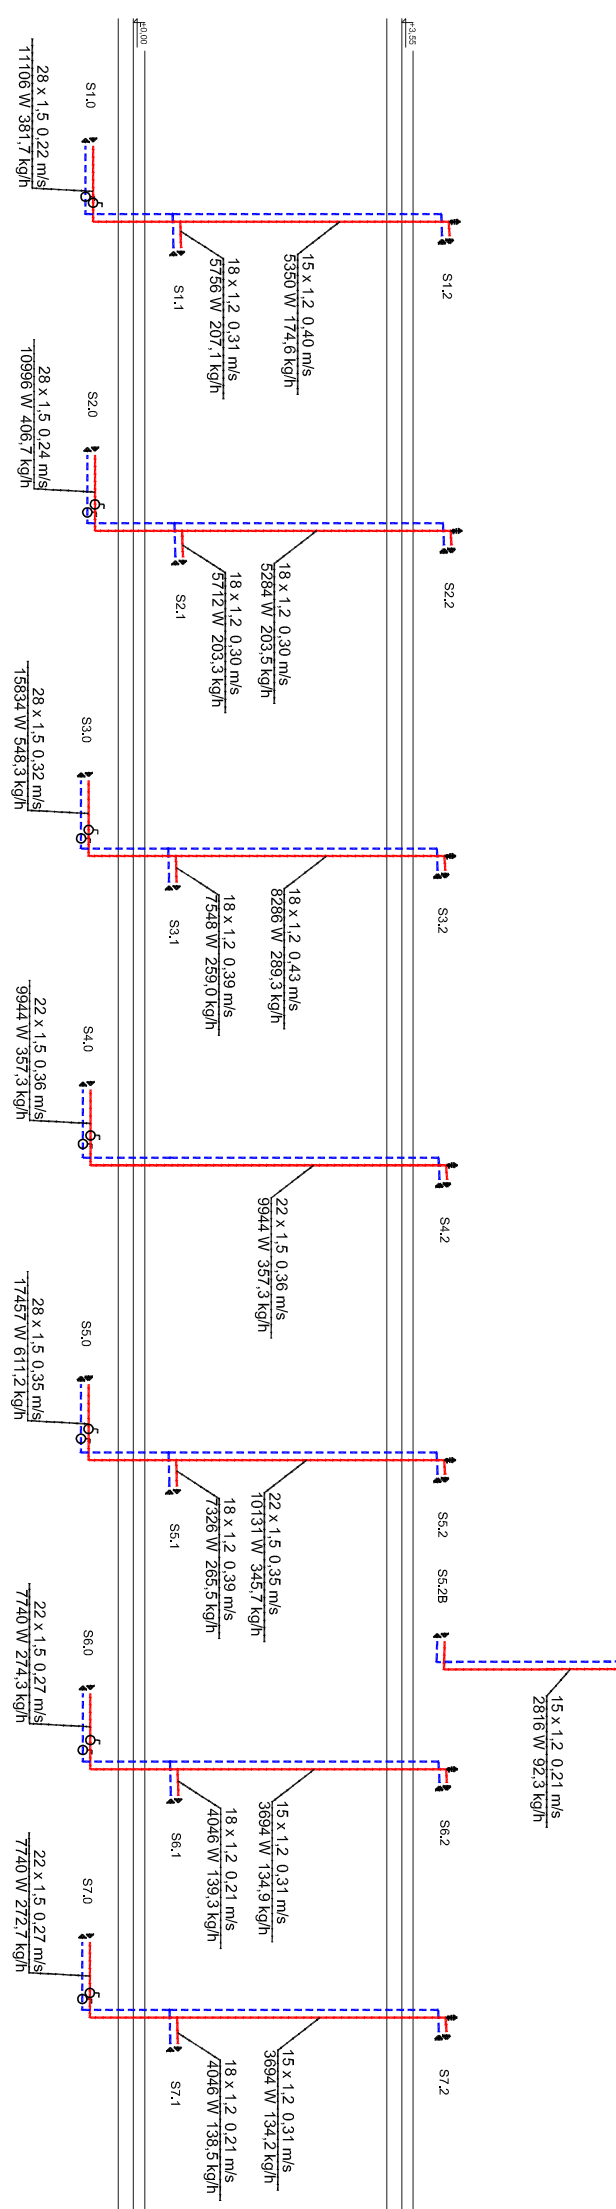 +0,00
+3,55
S1.0
28 x 1,5 0,22 m/s
11106 W 381,7 kg/h
S1.1
18 x 1,2 0,31 m/s
5756 W 207,1 kg/h
15 x 1,2 0,40 m/s
5350 W 174,6 kg/h
S1.2
S2.0
28 x 1,5 0,24 m/s
10996 W 406,7 kg/h
S2.1
18 x 1,2 0,30 m/s
5712 W 203,3 kg/h
18 x 1,2 0,30 m/s
5284 W 203,5 kg/h
S2.2
S3.0
28 x 1,5 0,32 m/s
15834 W 548,3 kg/h
S3.1
18 x 1,2 0,39 m/s
7548 W 259,0 kg/h
18 x 1,2 0,43 m/s
8286 W 289,3 kg/h
S3.2
S4.0
22 x 1,5 0,36 m/s
9944 W 357,3 kg/h
22 x 1,5 0,36 m/s
9944 W 357,3 kg/h
S4.2
S5.0
28 x 1,5 0,35 m/s
17457 W 611,2 kg/h
S5.1
18 x 1,2 0,39 m/s
7326 W 265,5 kg/h
22 x 1,5 0,35 m/s
10131 W 345,7 kg/h
S5.2
S5.2B
15 x 1,2 0,21 m/s
2816 W 92,3 kg/h
S6.0
22 x 1,5 0,27 m/s
7740 W 274,3 kg/h
S6.1
18 x 1,2 0,21 m/s
4046 W 139,3 kg/h
15 x 1,2 0,31 m/s
3694 W 134,9 kg/h
S6.2
S7.0
22 x 1,5 0,27 m/s
7740 W 272,7 kg/h
S7.1
18 x 1,2 0,21 m/s
4046 W 138,5 kg/h
15 x 1,2 0,31 m/s
3694 W 134,2 kg/h
S7.2